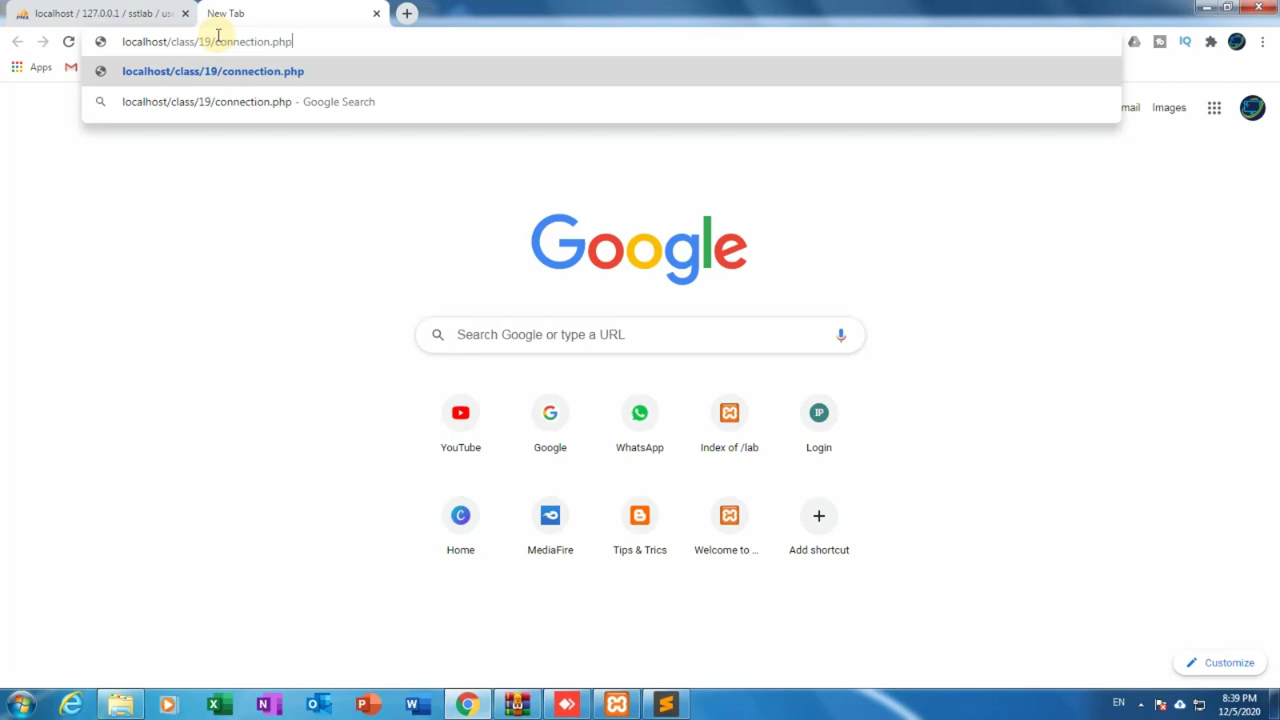 localhost / 127.0.0.1 / sstlab / us
New Tab
localhost/class/19/connection.php
Apps
localhost/class/19/connection.php
localhost/class/19/connection.php - Google Search
mail Images
Google
Search Google or type a URL
YouTube Google WhatsApp Index of /lab Login
Home MediaFire Tips & Trics Welcome to ... Add shortcut
Customize
EN
8:39 PM
12/5/2020